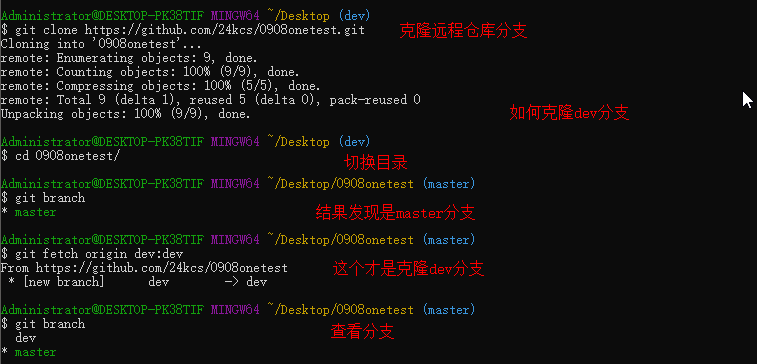 Administrator@DESKTOP-PK38TIF MINGW64 ~/Desktop (dev)
$ git clone https://github.com/24kcs/0908onetest.git 克隆远程仓库分支
Cloning into '0908onetest'...
remote: Enumerating objects: 9, done.
remote: Counting objects: 100% (9/9), done.
remote: Compressing objects: 100% (5/5), done.
remote: Total 9 (delta 1), reused 5 (delta 0), pack-reused 0
Unpacking objects: 100% (9/9), done. 如何克隆dev分支
Administrator@DESKTOP-PK38TIF MINGW64 ~/Desktop (dev)
$ cd 0908onetest/ 切换目录
Administrator@DESKTOP-PK38TIF MINGW64 ~/Desktop/0908onetest (master)
$ git branch
* master 结果发现是master分支
Administrator@DESKTOP-PK38TIF MINGW64 ~/Desktop/0908onetest (master)
$ git fetch origin dev:dev
From https://github.com/24kcs/0908onetest 这个才是克隆dev分支
* [new branch] dev -> dev
Administrator@DESKTOP-PK38TIF MINGW64 ~/Desktop/0908onetest (master)
$ git branch 查看分支
dev
* master